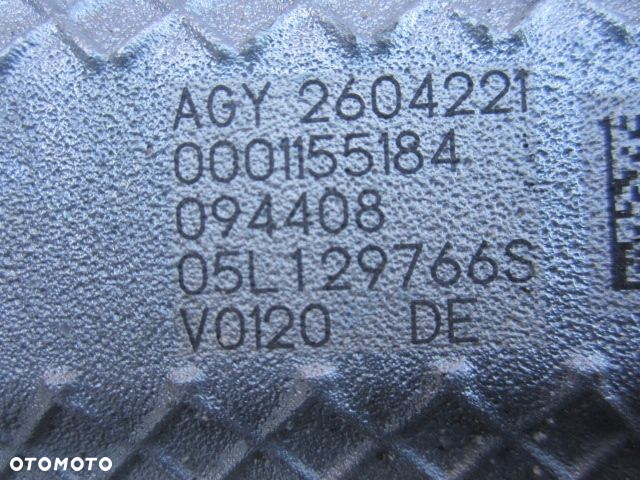 AGY 2604221
0001155184
094408
05L129766S
V0120 DE
OTOMOTO